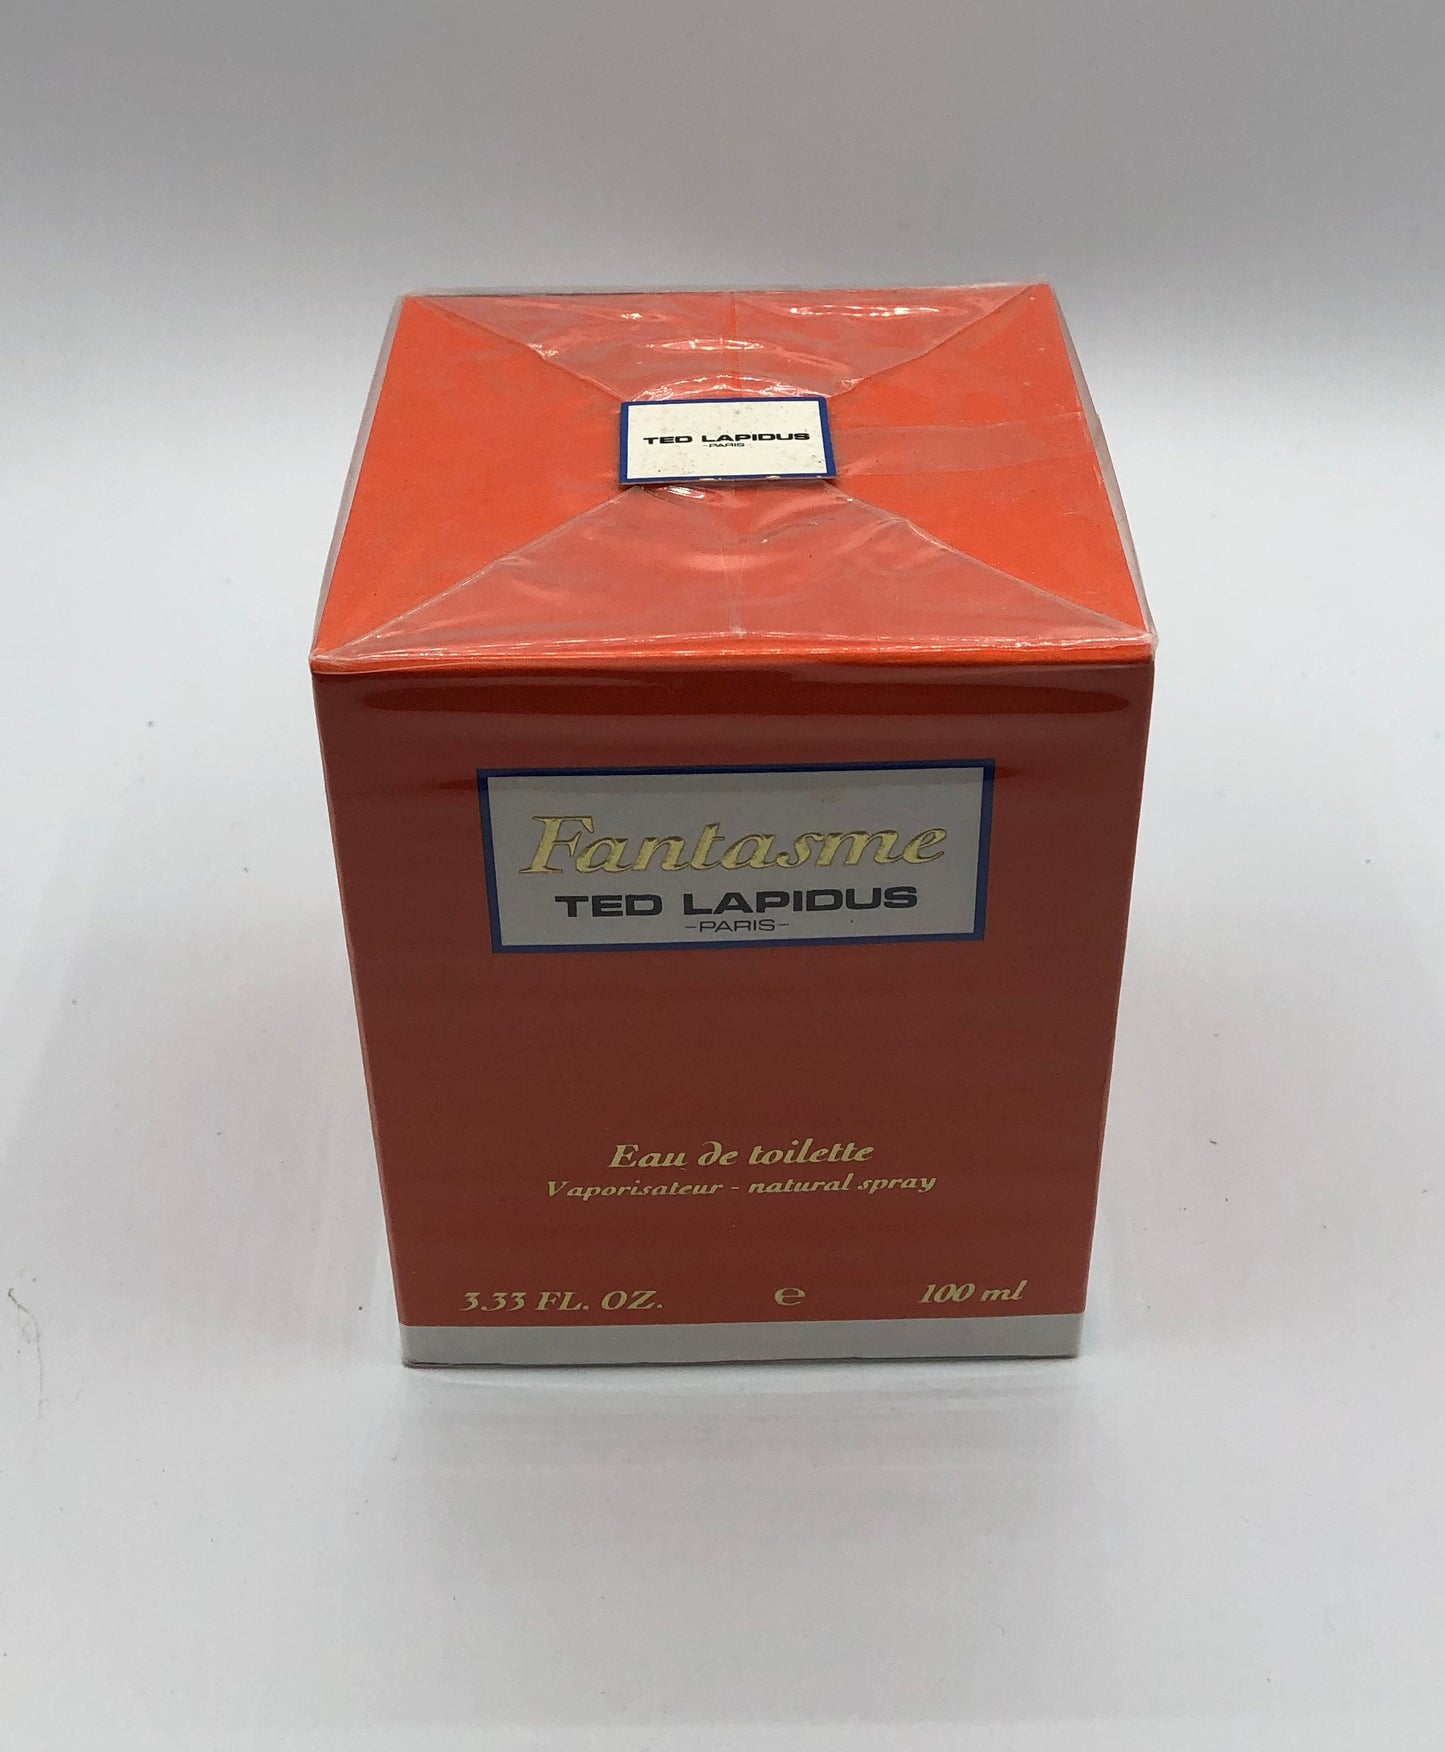 TED LAPIDUS
-PARIS-
Fantasme
TED LAPIDUS
-PARIS-
Eau de toilette
Vaporisateur - natural spray
3.33 FL. OZ. e 100 ml